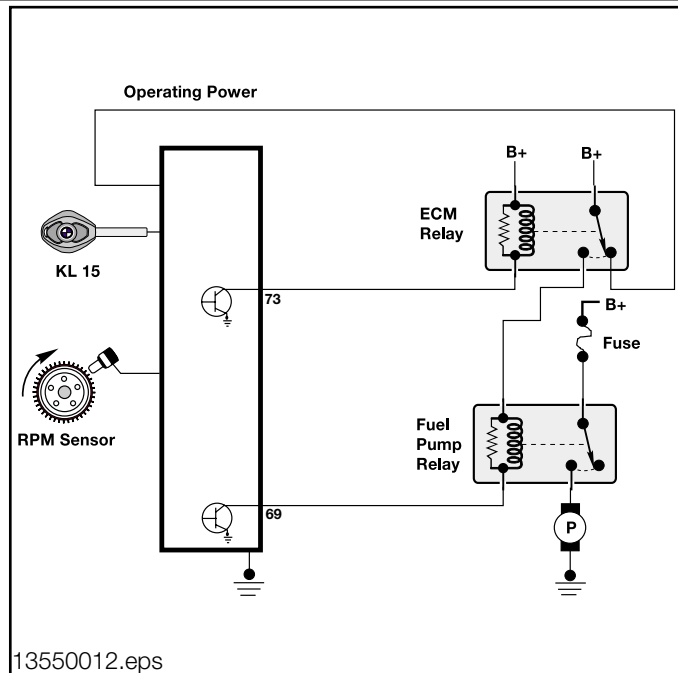 Operating Power
B+
B+
ECM
Relay
KL 15
73
B+
Fuse
RPM Sensor
Fuel
Pump
Relay
69
P
13550012.eps